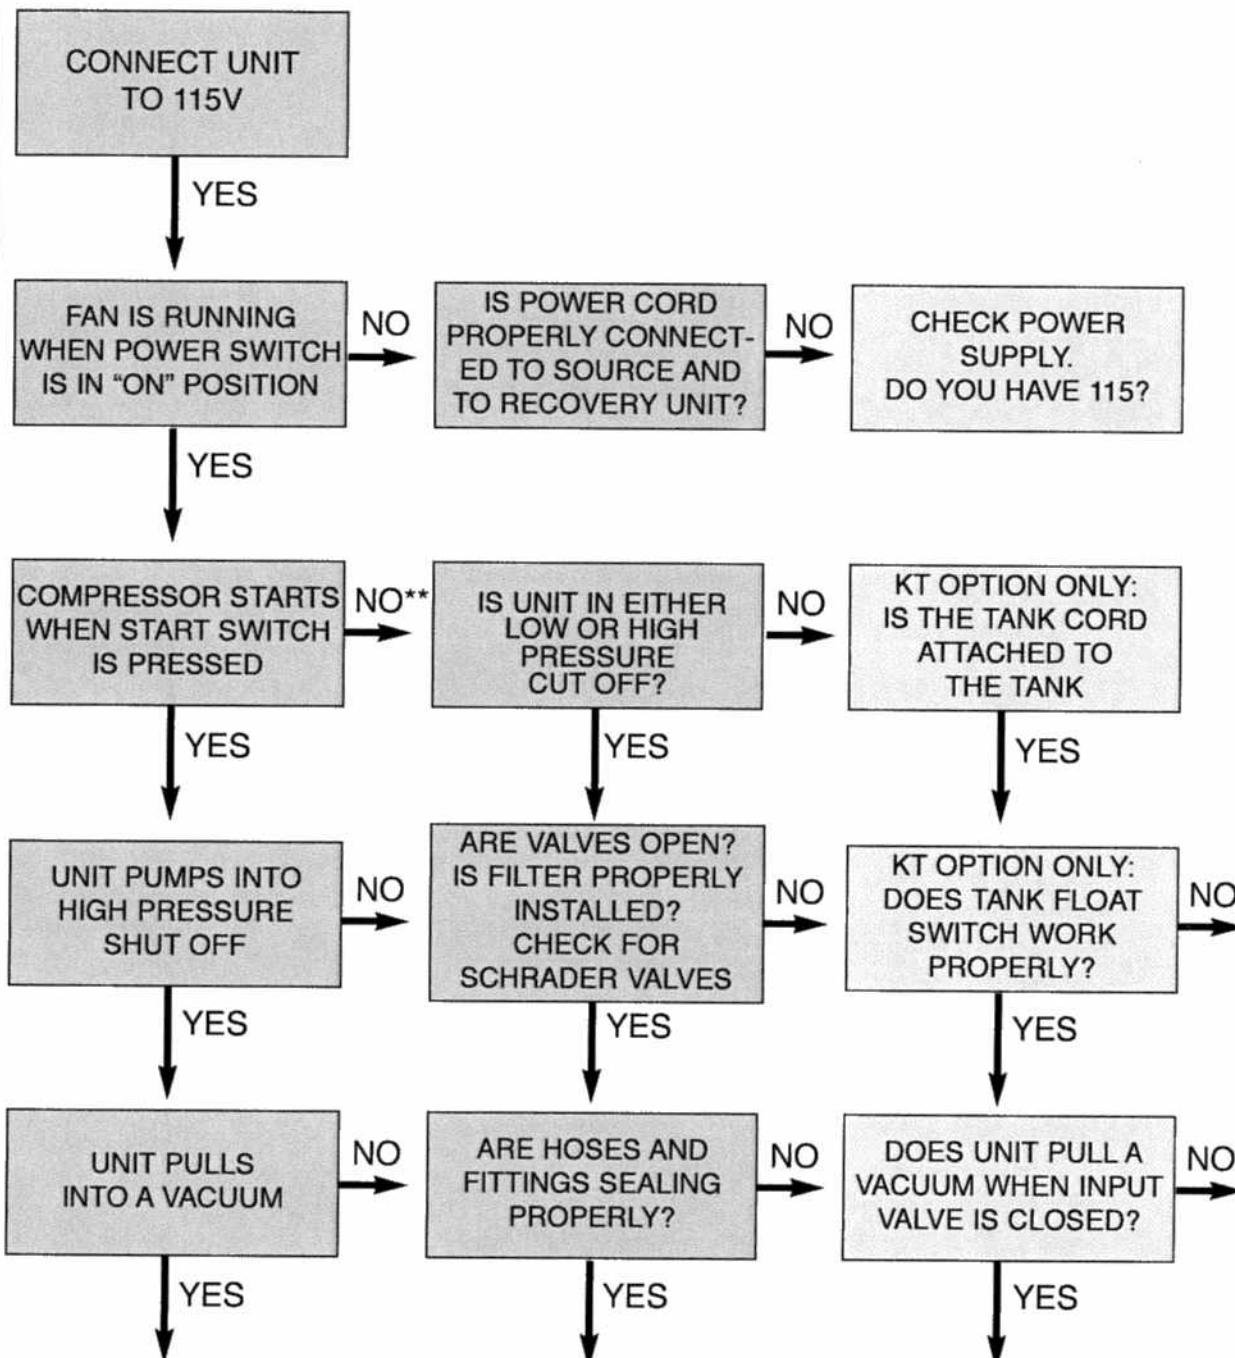 CONNECT UNIT
TO 115V
YES
FAN IS RUNNING
WHEN POWER SWITCH
IS IN “ON” POSITION
NO
IS POWER CORD
PROPERLY CONNECT-
ED TO SOURCE AND
TO RECOVERY UNIT?
NO
CHECK POWER
SUPPLY.
DO YOU HAVE 115?
YES
COMPRESSOR STARTS
WHEN START SWITCH
IS PRESSED
NO**
IS UNIT IN EITHER
LOW OR HIGH
PRESSURE
CUT OFF?
NO
KT OPTION ONLY:
IS THE TANK CORD
ATTACHED TO
THE TANK
YES
YES
YES
UNIT PUMPS INTO
HIGH PRESSURE
SHUT OFF
NO
ARE VALVES OPEN?
IS FILTER PROPERLY
INSTALLED?
CHECK FOR
SCHRADER VALVES
NO
KT OPTION ONLY:
DOES TANK FLOAT
SWITCH WORK
PROPERLY?
NO
YES
YES
YES
UNIT PULLS
INTO A VACUUM
NO
ARE HOSES AND
FITTINGS SEALING
PROPERLY?
NO
DOES UNIT PULL A
VACUUM WHEN INPUT
VALVE IS CLOSED?
NO
YES
YES
YES